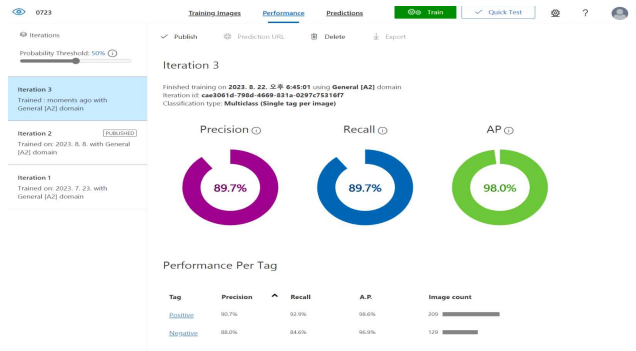 0723
Training Images Performance Predictions Train Quick Test ?
Iterations
Probability Threshold: 50%
Iteration 3
Trained : moments ago with
General [A2] domain
Iteration 2 PUBLISHED
Trained on: 2023. 8. 8. with General
[A2] domain
Iteration 1
Trained on: 2023. 7. 23. with
General [A2] domain
Publish Prediction URL Delete Export
Iteration 3
Finished training on 2023. 8. 22. 오후 6:45:01 using General [A2] domain
Iteration id: cae3061d-798d-4669-831a-0297c75316f7
Classification type: Multiclass (Single tag per image)
Precision Recall AP
89.7% 89.7% 98.0%
Performance Per Tag
Tag Precision Recall A.P. Image count
Positive 90.7% 92.9% 98.6% 209
Negative 88.0% 84.6% 96.9% 129